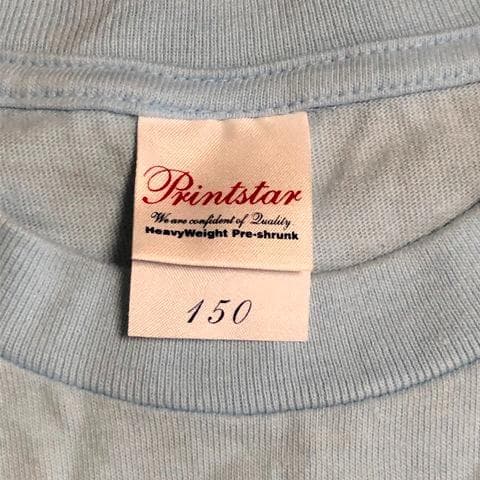 Printstar
We are confident of Quality
HeavyWeight Pre-shrunk
150